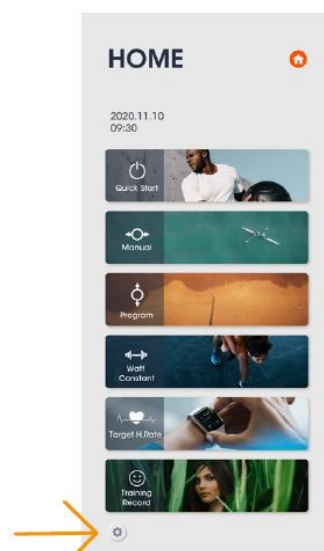 HOME
2020.11.10
09:30
Quick Start
Manual
Program
Watt
Constant
Target H.Rate
Training
Record